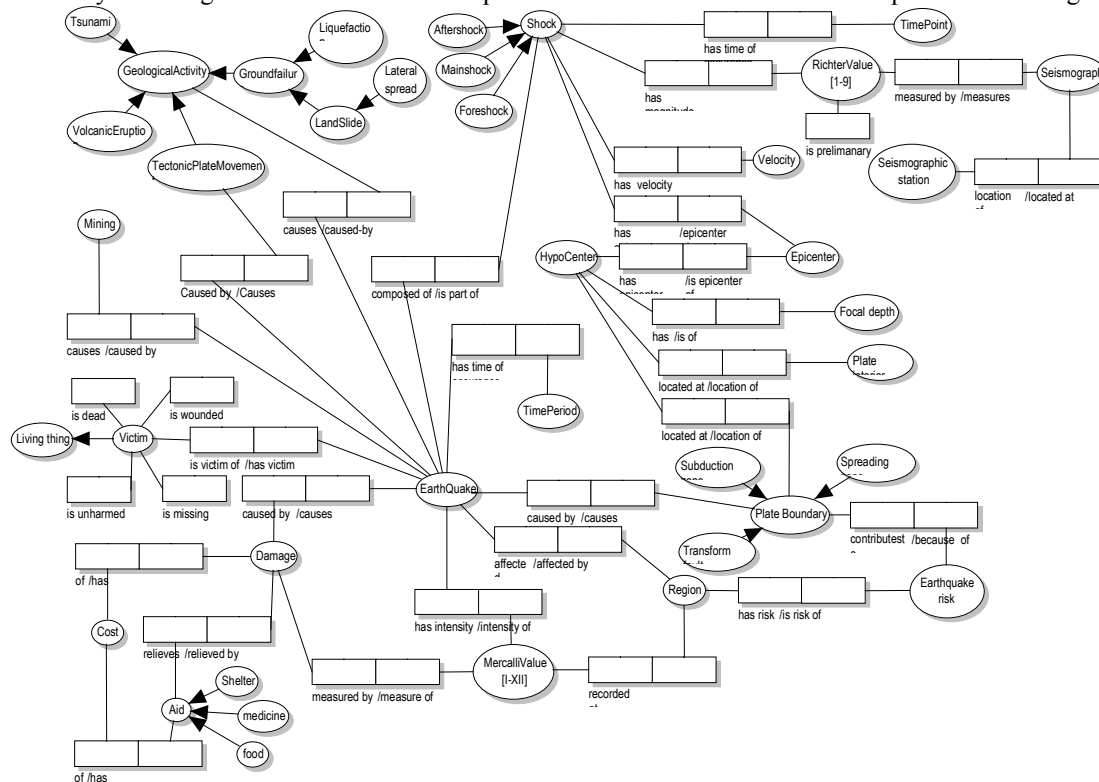 Tsunami
GeologicalActivity
VolcanicEruptio
Liquefactio
Groundfailur
Lateral
spread
LandSlide
TectonicPlateMovemen
causes /caused-by
Mining
Caused by /Causes
causes /caused by
Aftershock
Mainshock
Foreshock
Shock
has time of
TimePoint
has
RichterValue
[1-9]
is prelimanary
measured by /measures
Seismograph
Seismographic
station
location
/located at
Velocity
has velocity
has
/epicenter
Epicenter
HypoCenter
has
/is epicenter
has /is of
Focal depth
located at /location of
Plate
located at /location of
composed of /is part of
has time of
TimePeriod
is dead
is wounded
Living thing
Victim
is victim of /has victim
is unharmed
is missing
caused by /causes
EarthQuake
caused by /causes
Subduction
Spreading
Plate Boundary
Transform
contributest /because of
Earthquake
risk
affecte /affected by
d
Region
has risk /is risk of
of /has
Damage
Cost
relieves /relieved by
has intensity /intensity of
MercalliValue
[I-XII]
measured by /measure of
recorded
Shelter
Aid
medicine
food
of /has